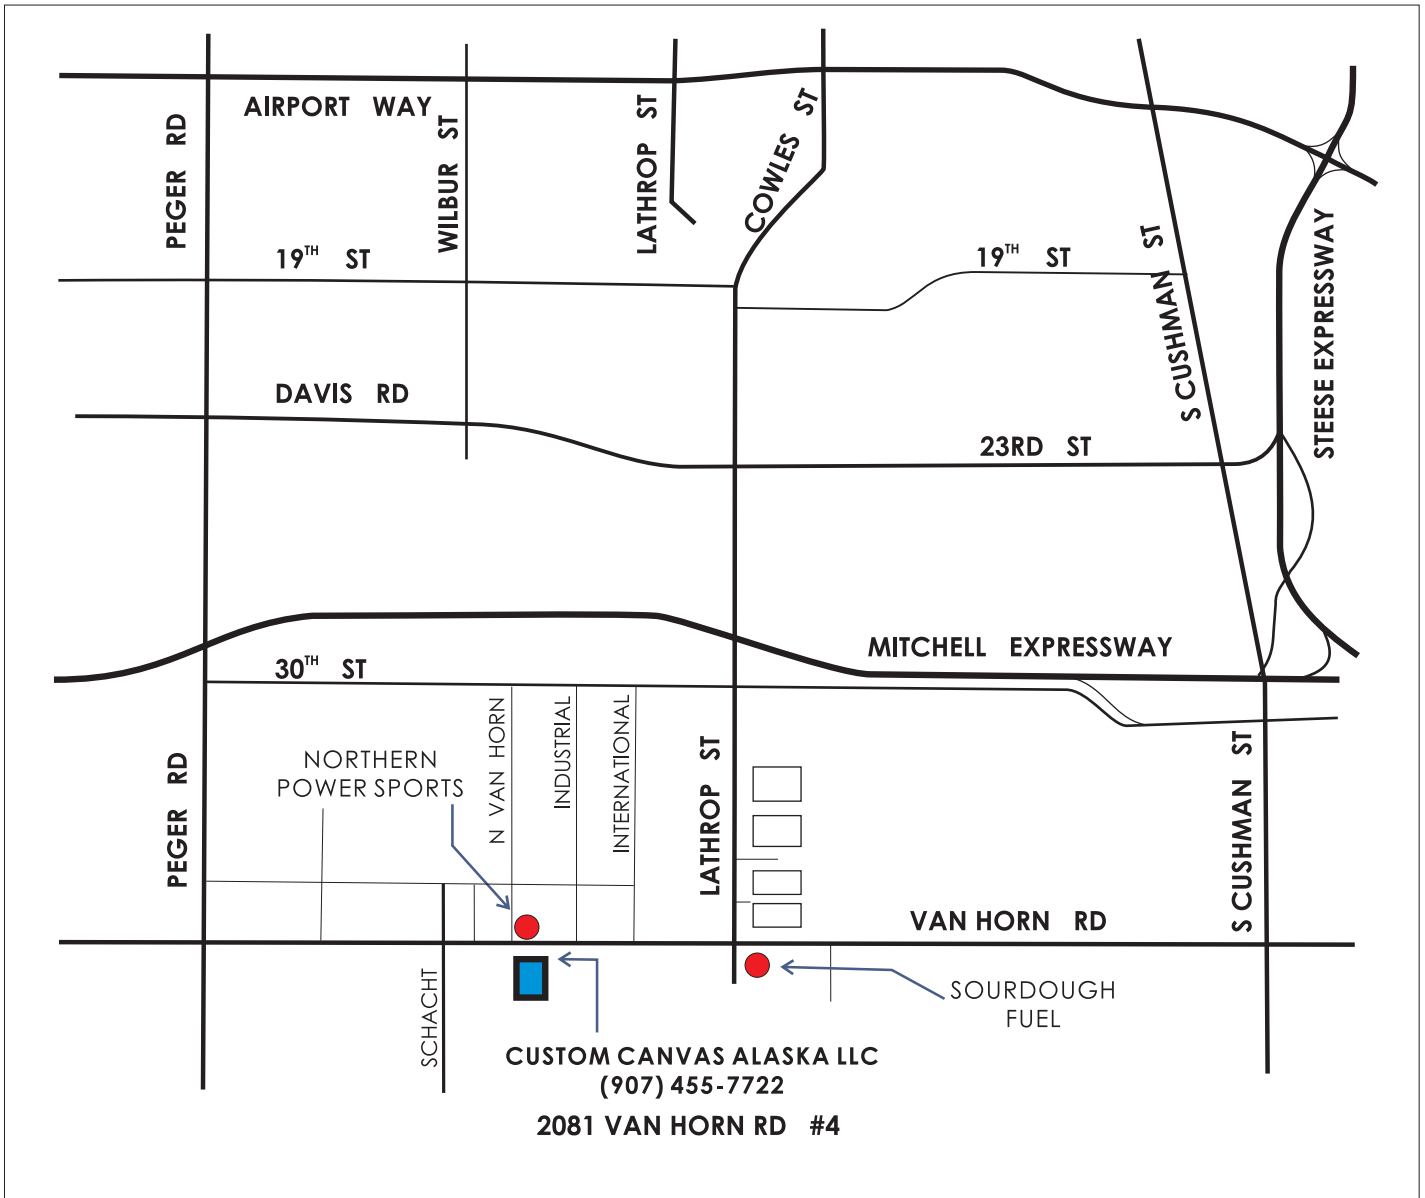 AIRPORT WAY
PEGER RD
WILBUR ST
LATHROP ST
COWLES ST
19TH ST
19TH ST
S CUSHMAN ST
STEESE EXPRESSWAY
DAVIS RD
23RD ST
MITCHELL EXPRESSWAY
30TH ST
PEGER RD
NORTHERN
POWER SPORTS
N VAN HORN
INDUSTRIAL
INTERNATIONAL
LATHROP ST
S CUSHMAN ST
VAN HORN RD
SCHACHT
SOURDOUGH
FUEL
CUSTOM CANVAS ALASKA LLC
(907) 455-7722
2081 VAN HORN RD #4